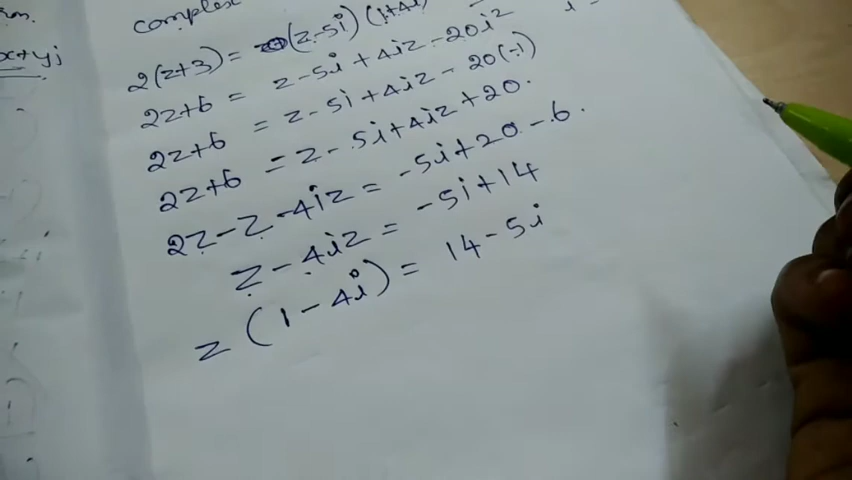 complex
x+yi
2(z+3) = (z-5i)(1+4i)
2z+6 = z-5i+4iz-20i²
2z+6 = z-5i+4iz-20(-1)
2z+6 = z-5i+4iz+20.
2z-z-4iz = -5i+20-6.
z-4iz = -5i+14
z(1-4i) = 14-5i